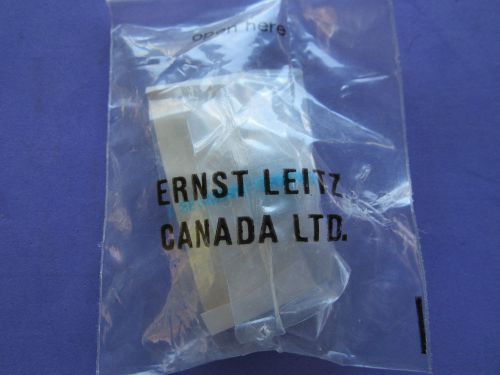 open here
ERNST LEITZ
CANADA LTD.